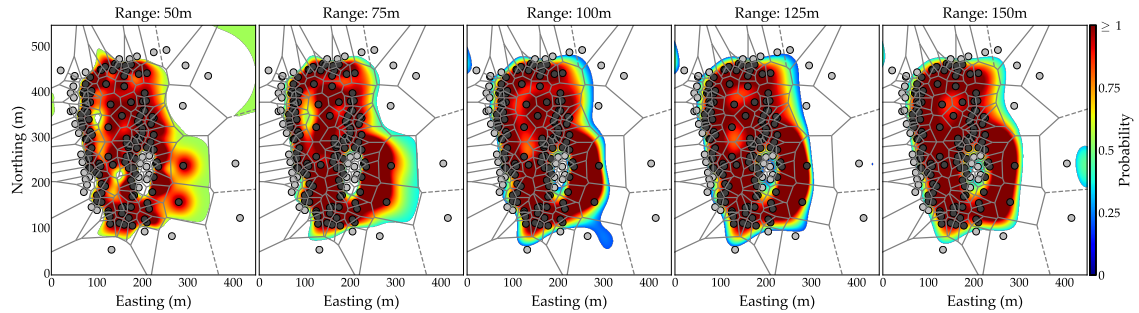 Range: 50m
Range: 75m
Range: 100m
Range: 125m
Range: 150m
500
400
300
200
100
0
Northing (m)
0 100 200 300 400
0 100 200 300 400
0 100 200 300 400
0 100 200 300 400
0 100 200 300 400
Easting (m)
Easting (m)
Easting (m)
Easting (m)
Easting (m)
≥ 1
0.75
0.5
0.25
0
Probability